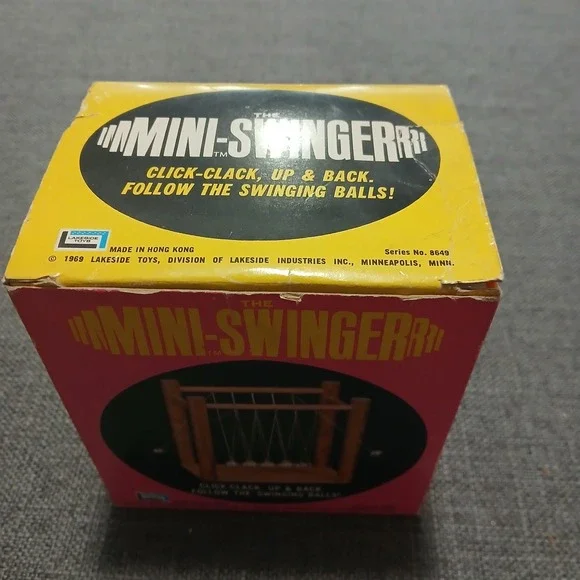 THE
MINI-SWINGER
TM
CLICK-CLACK, UP & BACK.
FOLLOW THE SWINGING BALLS!
LAKESIDE
TOYS
MADE IN HONG KONG
Series No. 8649
© 1969 LAKESIDE TOYS, DIVISION OF LAKESIDE INDUSTRIES INC., MINNEAPOLIS, MINN.
THE
MINI-SWINGER
TM
CLICK-CLACK, UP & BACK.
FOLLOW THE SWINGING BALLS!